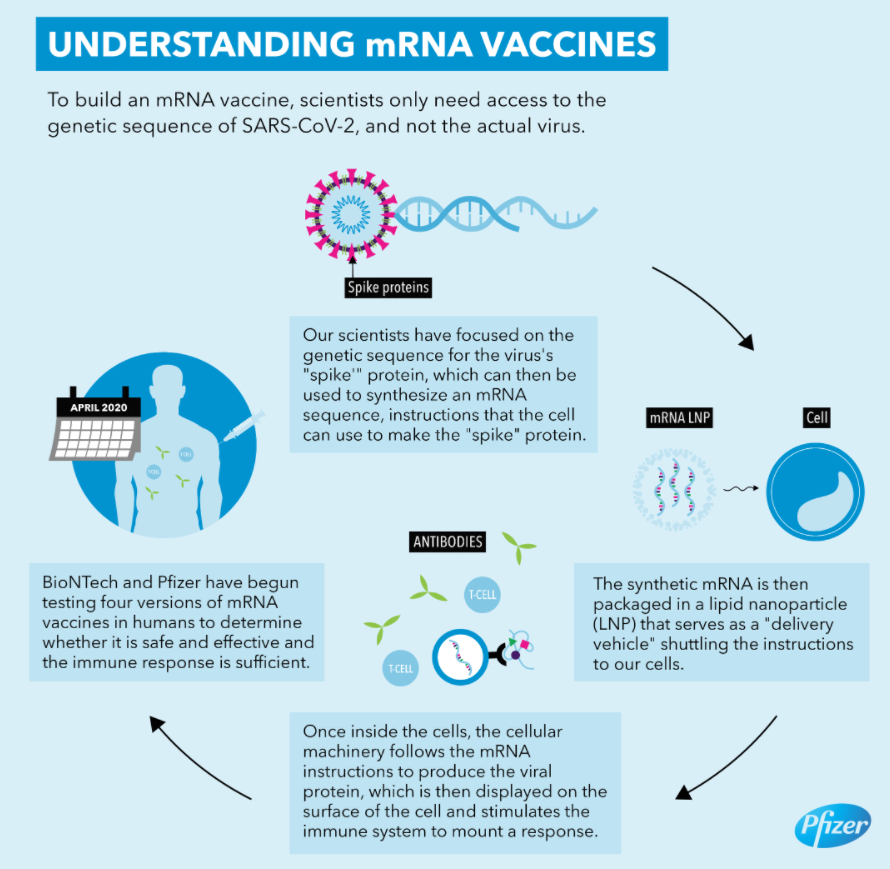 UNDERSTANDING mRNA VACCINES
To build an mRNA vaccine, scientists only need access to the
genetic sequence of SARS-CoV-2, and not the actual virus.
Spike proteins
Our scientists have focused on the
genetic sequence for the virus's
"spike'" protein, which can then be
used to synthesize an mRNA
sequence, instructions that the cell
can use to make the "spike" protein.
mRNA LNP
Cell
The synthetic mRNA is then
packaged in a lipid nanoparticle
(LNP) that serves as a "delivery
vehicle" shuttling the instructions
to our cells.
ANTIBODIES
T-CELL
T-CELL
Once inside the cells, the cellular
machinery follows the mRNA
instructions to produce the viral
protein, which is then displayed on the
surface of the cell and stimulates the
immune system to mount a response.
APRIL 2020
BioNTech and Pfizer have begun
testing four versions of mRNA
vaccines in humans to determine
whether it is safe and effective and
the immune response is sufficient.
Pfizer